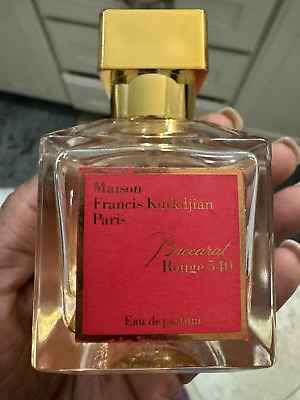 Maison
Francis Kurkdjian
Paris
Baccarat
Rouge 540
Eau de parfum